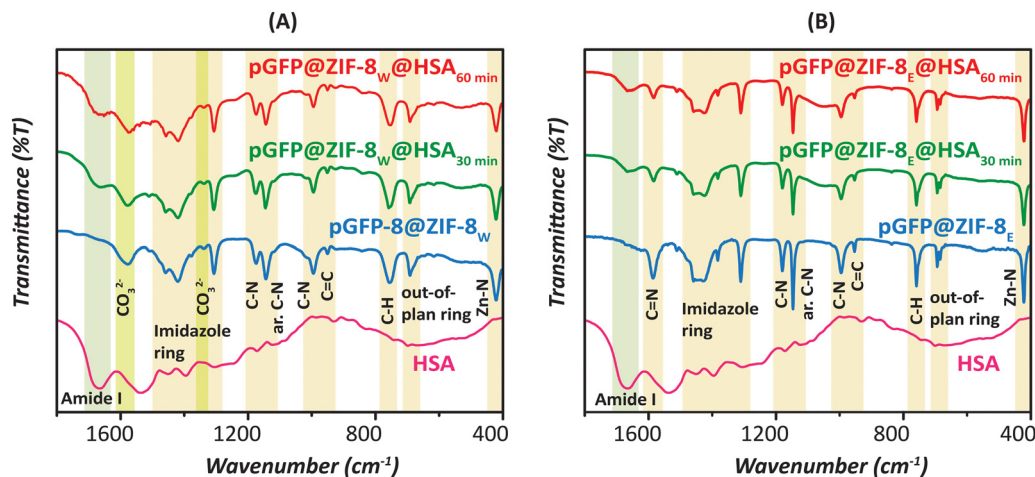 (A)
Transmittance (%T)
pGFP@ZIF-8W@HSA60 min
pGFP@ZIF-8W@HSA30 min
pGFP-8@ZIF-8W
CO3 2-
Imidazole
ring
CO3 2-
C-N
ar. C-N
C-N
C=C
C-H
out-of-
plan ring
Zn-N
HSA
Amide I
1600
1200
800
400
Wavenumber (cm-1)
(B)
Transmittance (%T)
pGFP@ZIF-8E@HSA60 min
pGFP@ZIF-8E@HSA30 min
pGFP@ZIF-8E
C=N
Imidazole
ring
C-N
ar. C-N
C-N
C=C
C-H
out-of-
plan ring
Zn-N
HSA
Amide I
1600
1200
800
400
Wavenumber (cm-1)